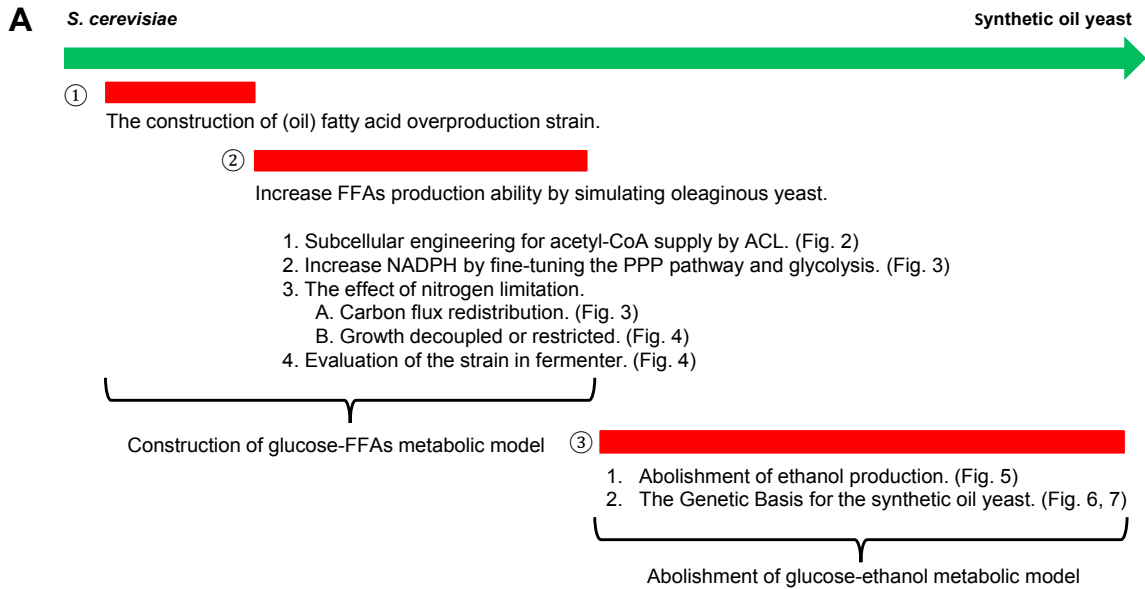 A
S. cerevisiae
Synthetic oil yeast
①
The construction of (oil) fatty acid overproduction strain.
②
Increase FFAs production ability by simulating oleaginous yeast.
1. Subcellular engineering for acetyl-CoA supply by ACL. (Fig. 2)
2. Increase NADPH by fine-tuning the PPP pathway and glycolysis. (Fig. 3)
3. The effect of nitrogen limitation.
A. Carbon flux redistribution. (Fig. 3)
B. Growth decoupled or restricted. (Fig. 4)
4. Evaluation of the strain in fermenter. (Fig. 4)
Construction of glucose-FFAs metabolic model
③
1. Abolishment of ethanol production. (Fig. 5)
2. The Genetic Basis for the synthetic oil yeast. (Fig. 6, 7)
Abolishment of glucose-ethanol metabolic model